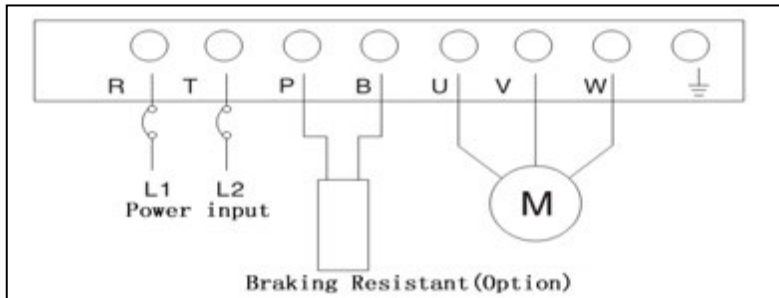 R T P B U V W
L1 L2
Power input
M
Braking Resistant(Option)